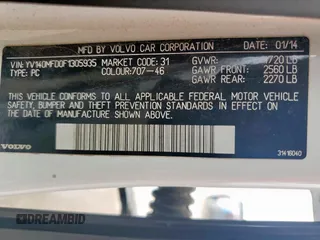 MFD BY VOLVO CAR CORPORATION DATE: 01/14
VIN: YV140MFD0F1305935 MARKET CODE: 31 GVWR: 4720 LB
TYPE: PC COLOUR:707-46 GAWR FRONT: 2560 LB
GAWR REAR: 2270 LB
THIS VEHICLE CONFORMS TO ALL APPLICABLE FEDERAL MOTOR VEHICLE
SAFETY, BUMPER AND THEFT PREVENTION STANDARDS IN EFFECT ON
THE DATE OF MANUFACTURE SHOWN ABOVE.
VOLVO 31416040
DREAMBID